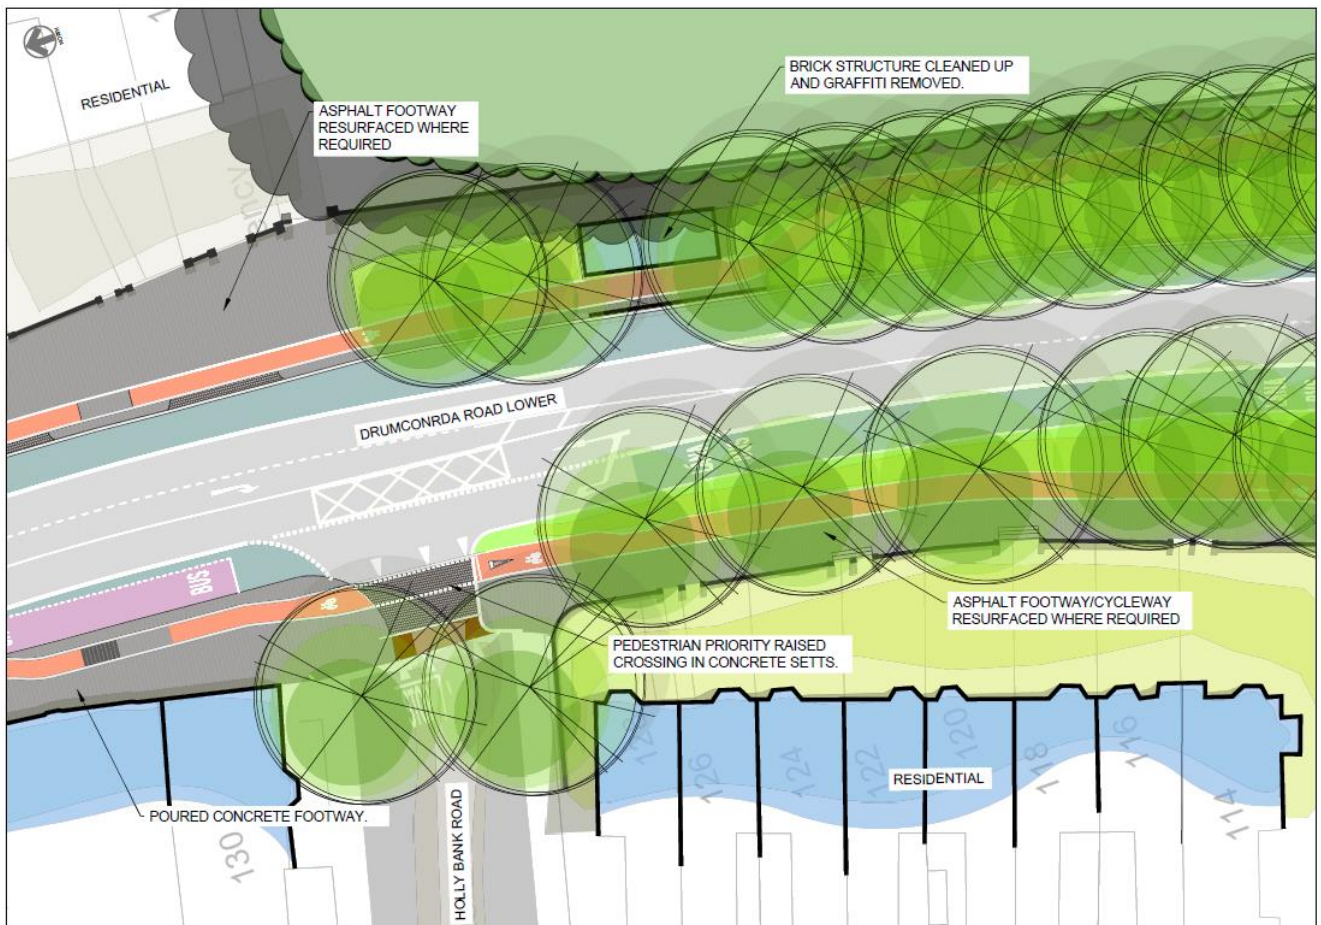 NORTH
RESIDENTIAL
ASPHALT FOOTWAY
RESURFACED WHERE
REQUIRED
BRICK STRUCTURE CLEANED UP
AND GRAFFITI REMOVED.
DRUMCONRDA ROAD LOWER
BUS
ASPHALT FOOTWAY/CYCLEWAY
RESURFACED WHERE REQUIRED
PEDESTRIAN PRIORITY RAISED
CROSSING IN CONCRETE SETTS.
POURED CONCRETE FOOTWAY.
HOLLY BANK ROAD
130
126
124
122
120
118
116
114
RESIDENTIAL